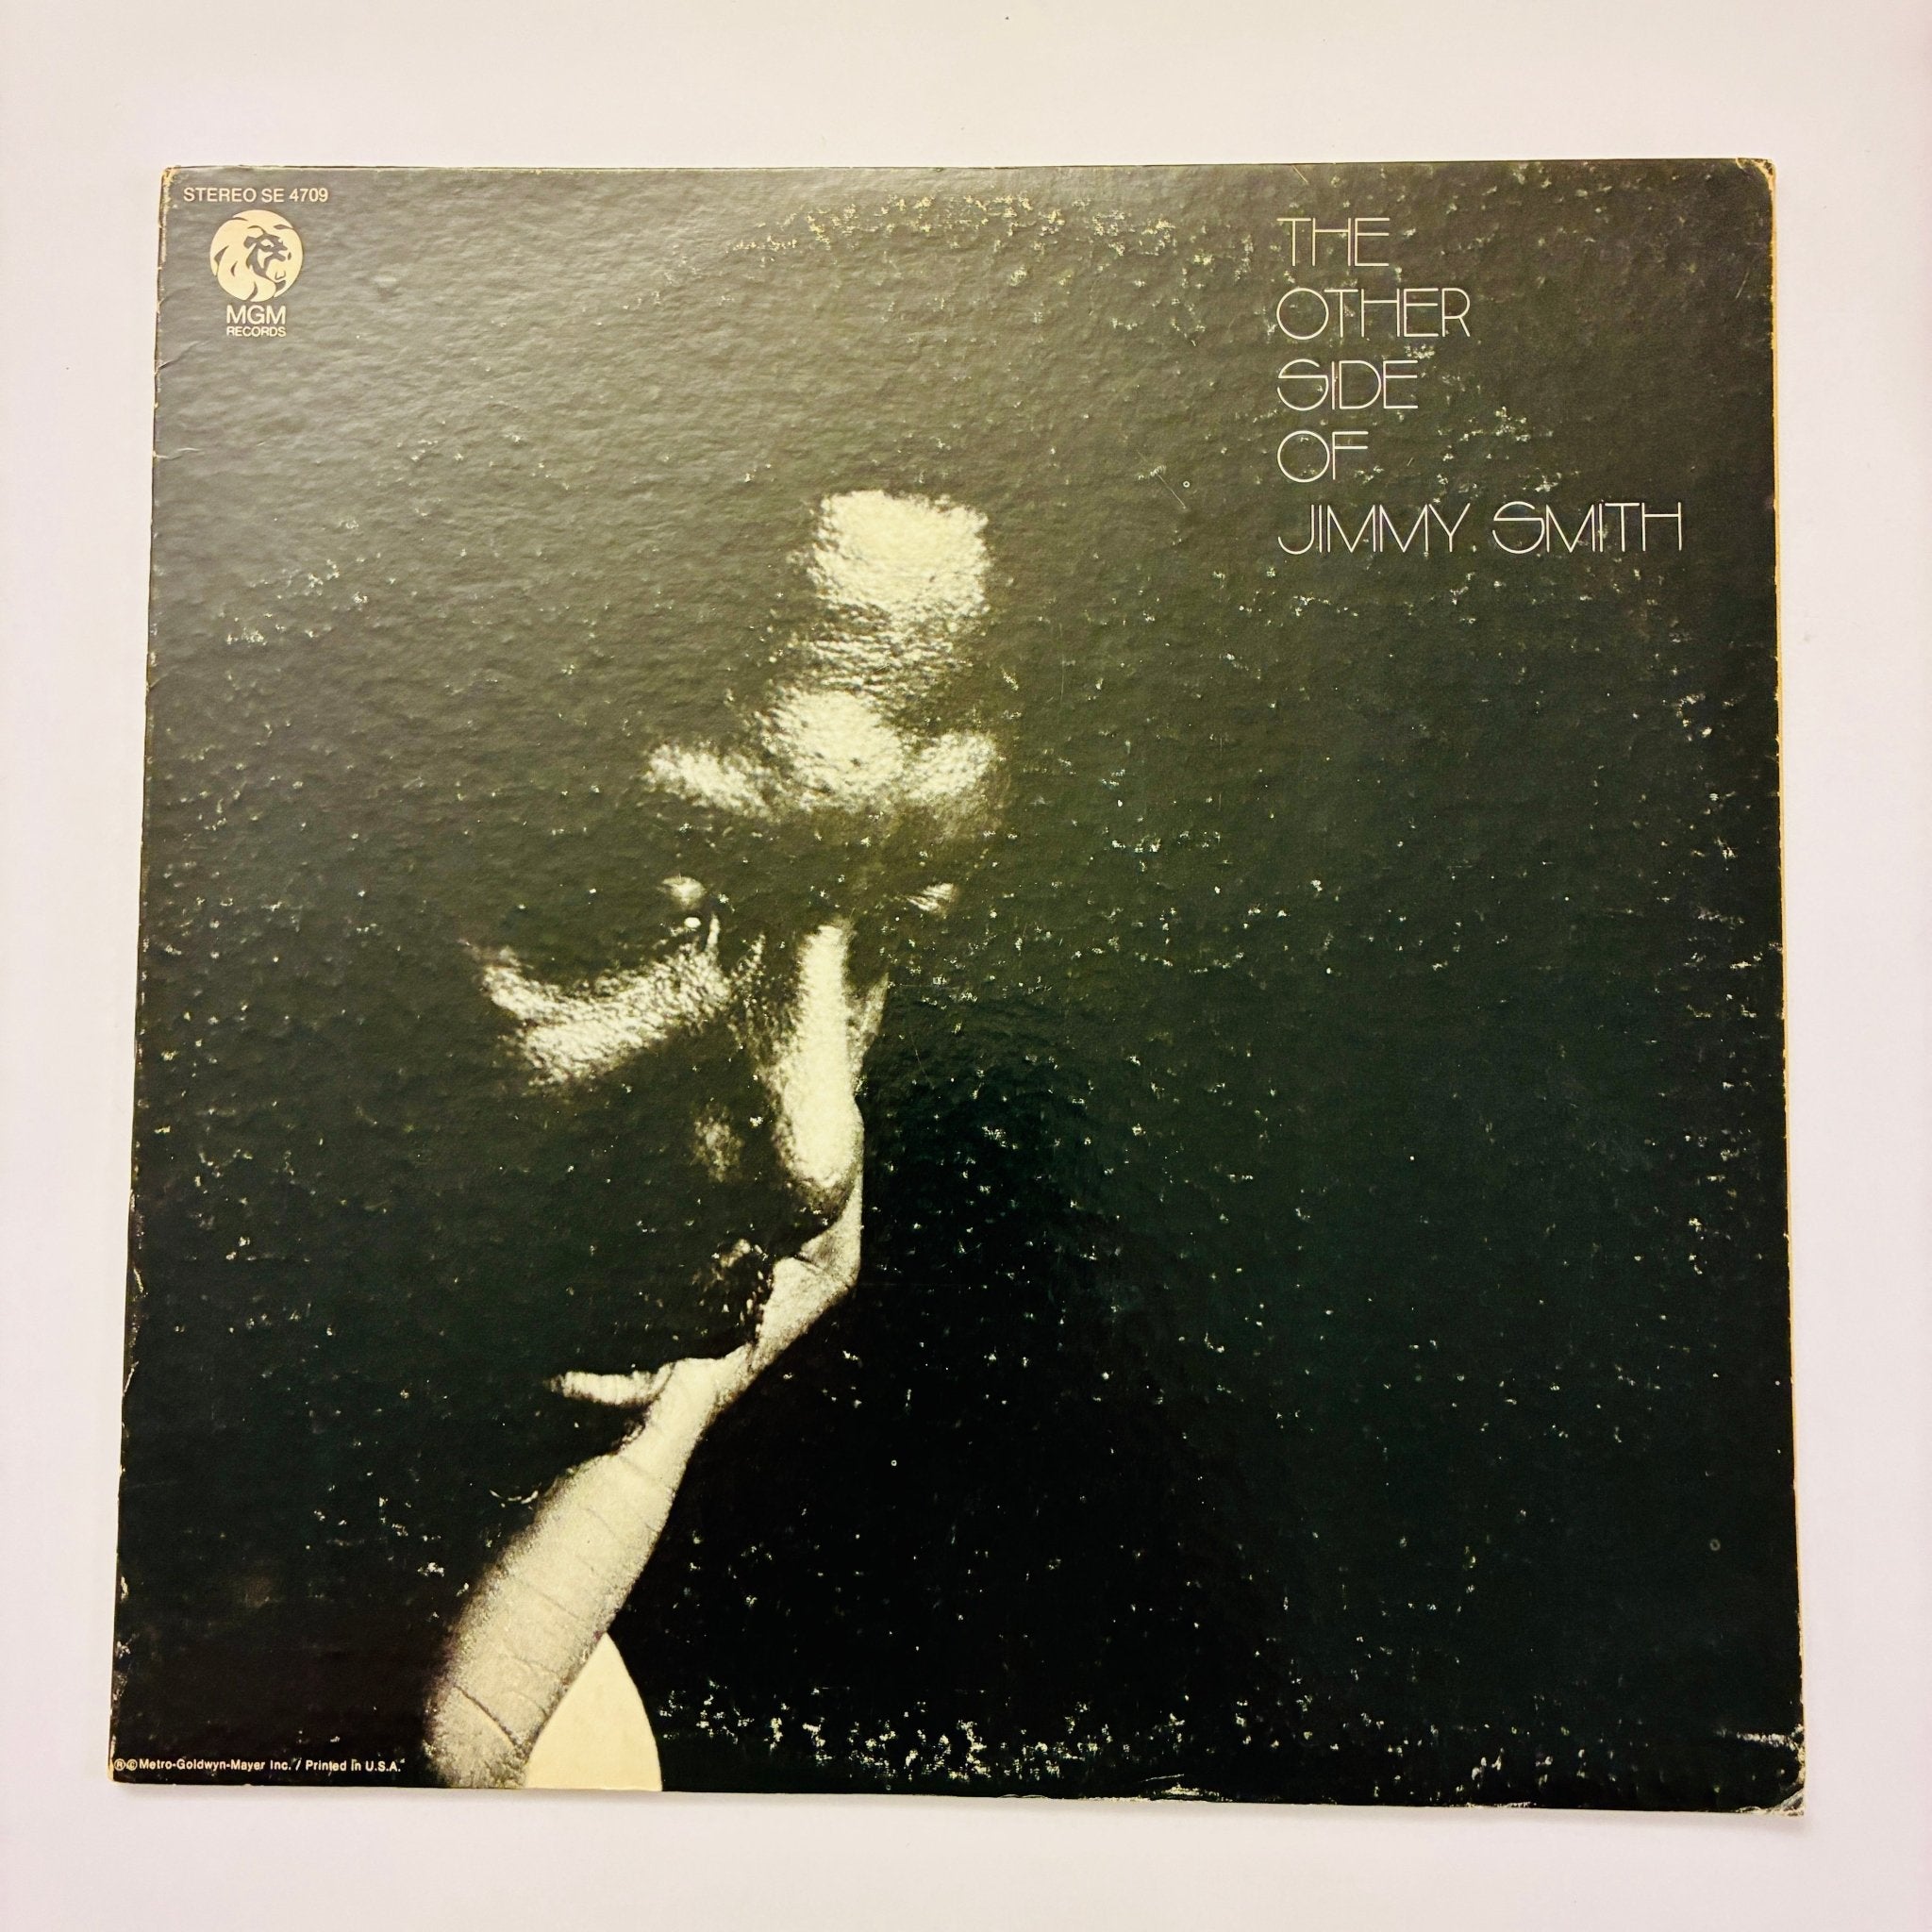 STEREO SE 4709
MGM
RECORDS
THE
OTHER
SIDE
OF
JIMMY SMITH
®©Metro-Goldwyn-Mayer Inc. / Printed in U.S.A.